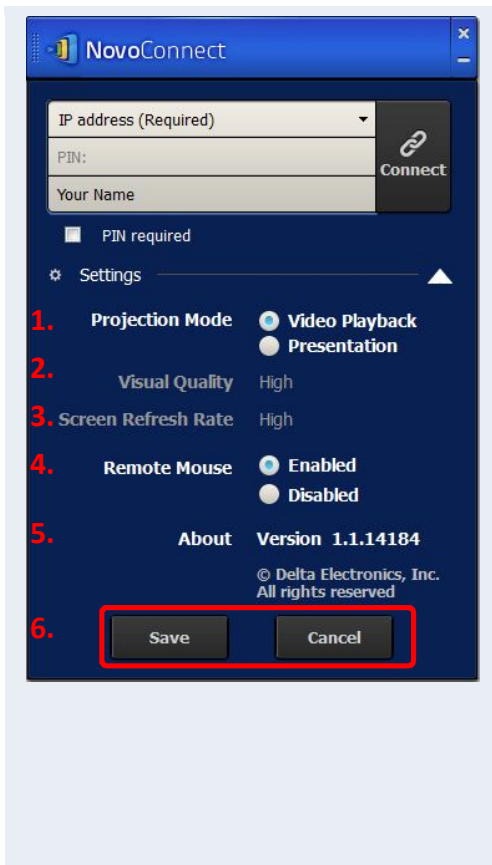 NovoConnect
IP address (Required)
PIN:
Connect
Your Name
PIN required
Settings
1. Projection Mode Video Playback
Presentation
2. Visual Quality High
3. Screen Refresh Rate High
4. Remote Mouse Enabled
Disabled
5. About Version 1.1.14184
© Delta Electronics, Inc.
All rights reserved
6. Save Cancel